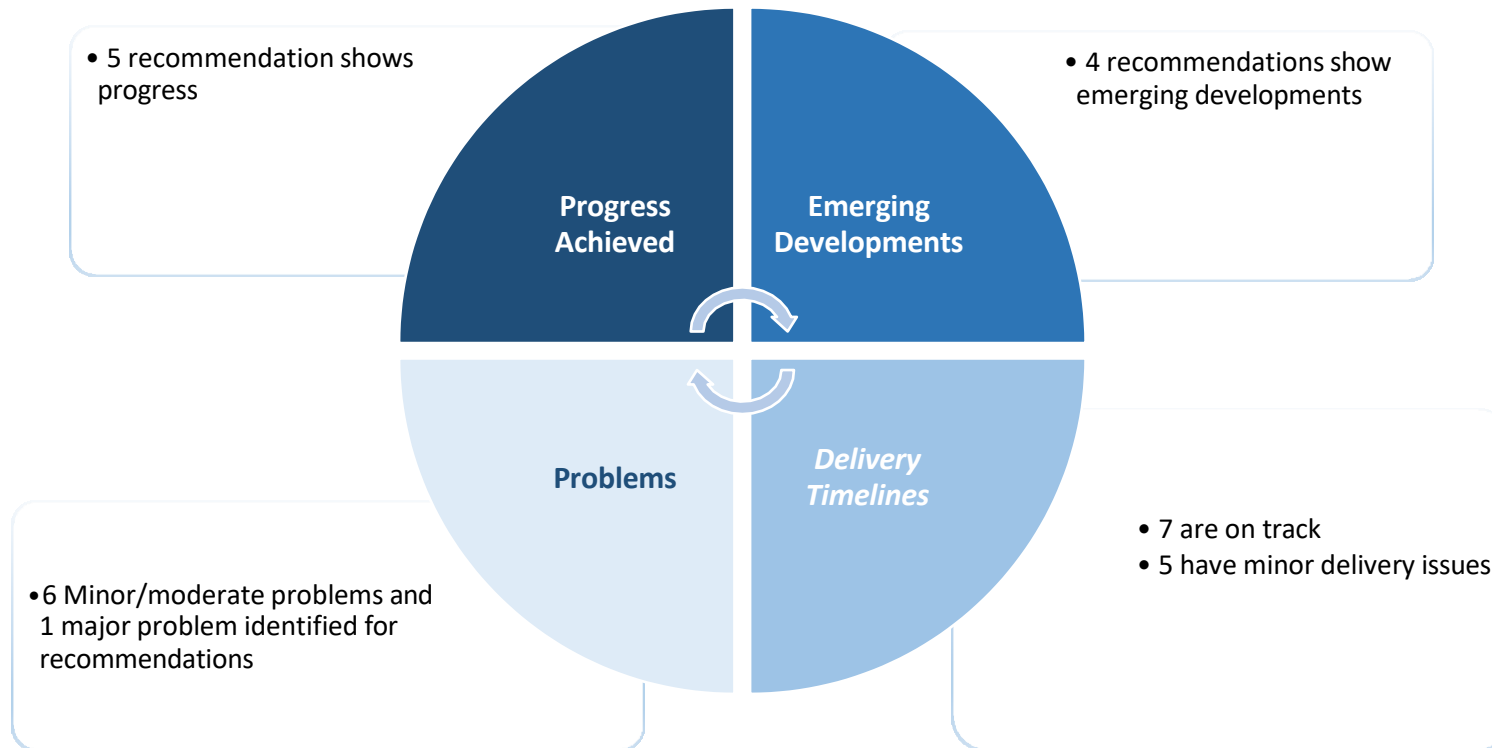 • 5 recommendation shows
progress
• 4 recommendations show
emerging developments
Progress
Achieved
Emerging
Developments
Problems
Delivery
Timelines
•6 Minor/moderate problems and
1 major problem identified for
recommendations
• 7 are on track
• 5 have minor delivery issues